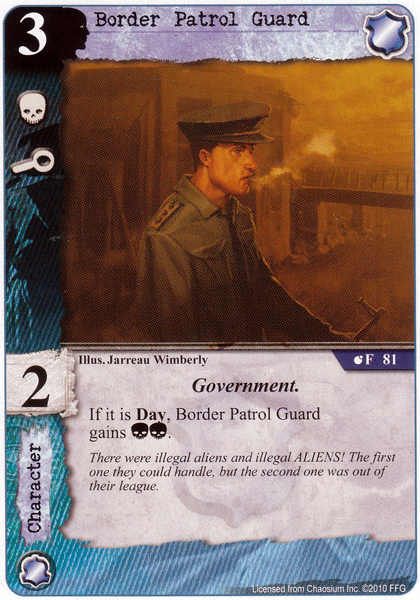 3
Border Patrol Guard
Illus. Jarreau Wimberly
F 81
2
Government.
If it is Day, Border Patrol Guard
gains .
There were illegal aliens and illegal ALIENS! The first
one they could handle, but the second one was out of
their league.
Character
Licensed from Chaosium Inc. ©2010 FFG